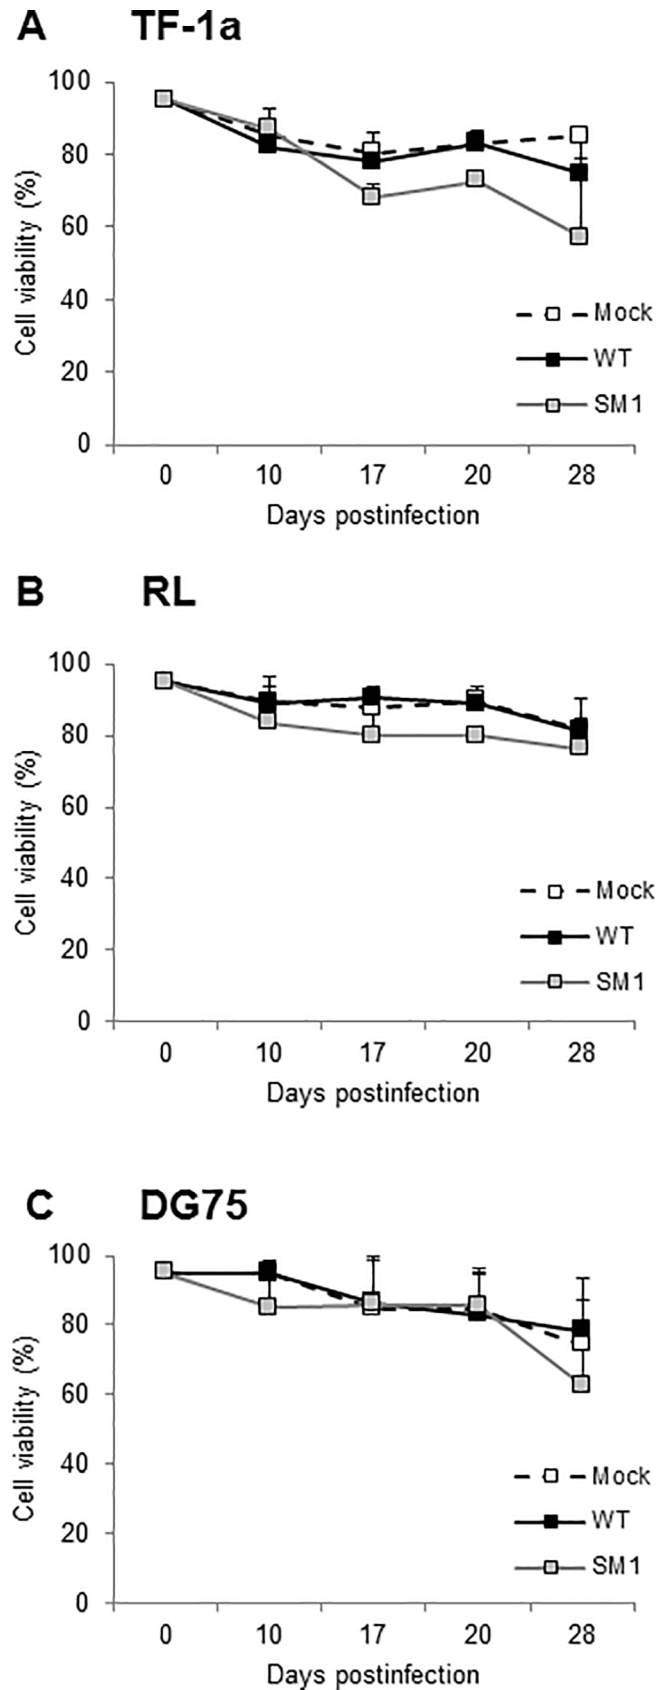 A TF-1a
100
80
60
40
20
0
Cell viability (%)
Mock
WT
SM1
0 10 17 20 28
Days postinfection
B RL
100
80
60
40
20
0
Cell viability (%)
Mock
WT
SM1
0 10 17 20 28
Days postinfection
C DG75
100
80
60
40
20
0
Cell viability (%)
Mock
WT
SM1
0 10 17 20 28
Days postinfection